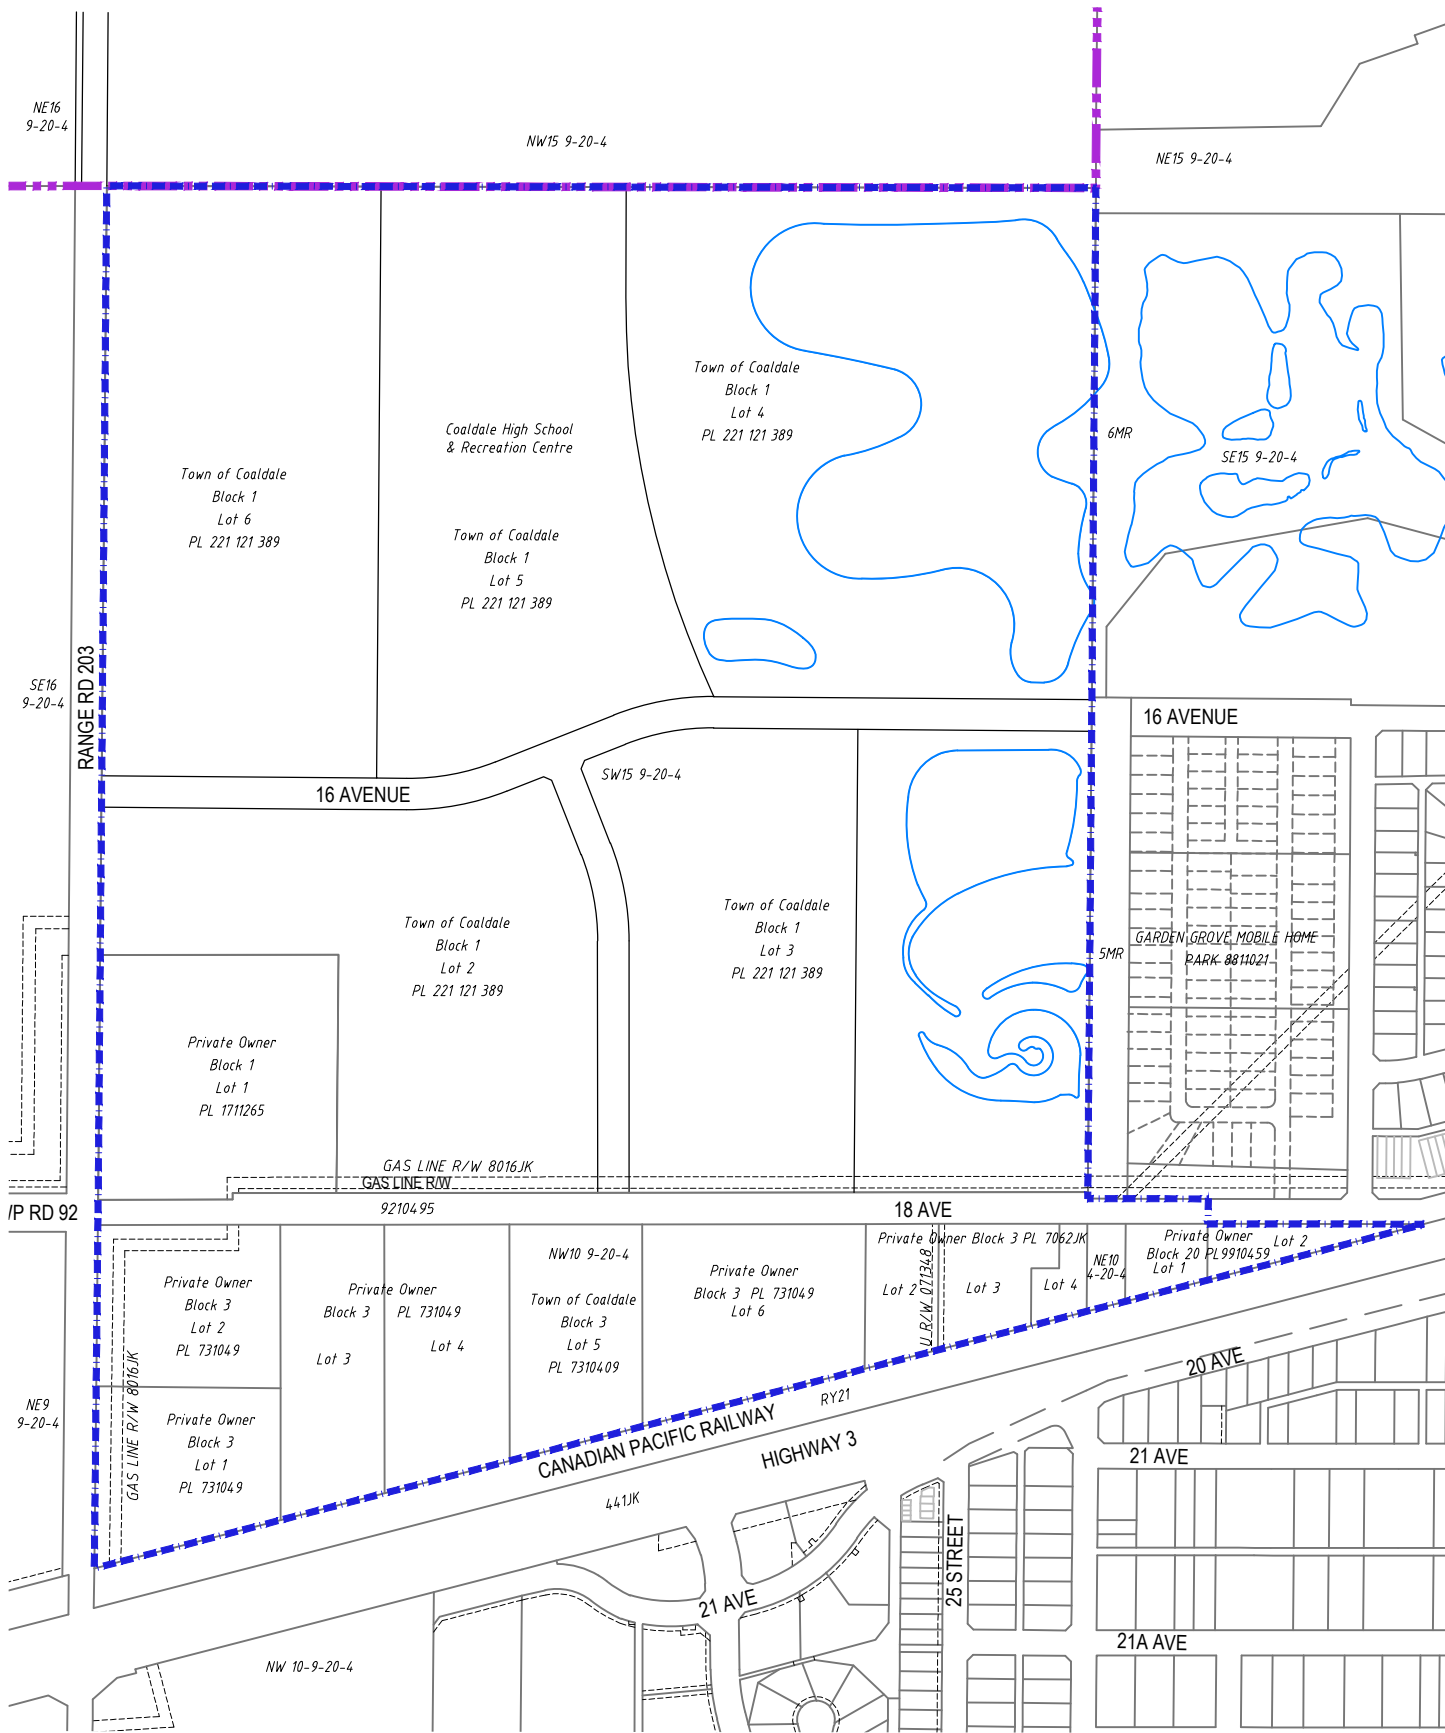 NE16
9-20-4
NW15 9-20-4
NE15 9-20-4
Town of Coaldale
Block 1
Lot 4
PL 221 121 389
Coaldale High School
& Recreation Centre
6MR
SE15 9-20-4
Town of Coaldale
Block 1
Lot 6
PL 221 121 389
Town of Coaldale
Block 1
Lot 5
PL 221 121 389
RANGE RD 203
SE16
9-20-4
16 AVENUE
SW15 9-20-4
16 AVENUE
Town of Coaldale
Block 1
Lot 2
PL 221 121 389
Town of Coaldale
Block 1
Lot 3
PL 221 121 389
5MR
GARDEN GROVE MOBILE HOME
PARK 8811021
Private Owner
Block 1
Lot 1
PL 1711265
GAS LINE R/W 8016JK
GAS LINE R/W
9210495
18 AVE
/P RD 92
Private Owner
Block 3
Lot 2
PL 731049
Private Owner
Block 3 PL 731049
Lot 3
Lot 4
NW10 9-20-4
Town of Coaldale
Block 3
Lot 5
PL 7310409
Private Owner
Block 3 PL 731049
Lot 6
Private Owner Block 3 PL 7062JK
Lot 2
U R/W 0711348
Lot 3
Lot 4
NE10
4-20-4
Private Owner
Block 20 PL9910459
Lot 1
Lot 2
GAS LINE R/W 8016JK
NE9
9-20-4
Private Owner
Block 3
Lot 1
PL 731049
CANADIAN PACIFIC RAILWAY
RY21
HIGHWAY 3
441JK
20 AVE
21 AVE
25 STREET
21 AVE
21A AVE
NW 10-9-20-4